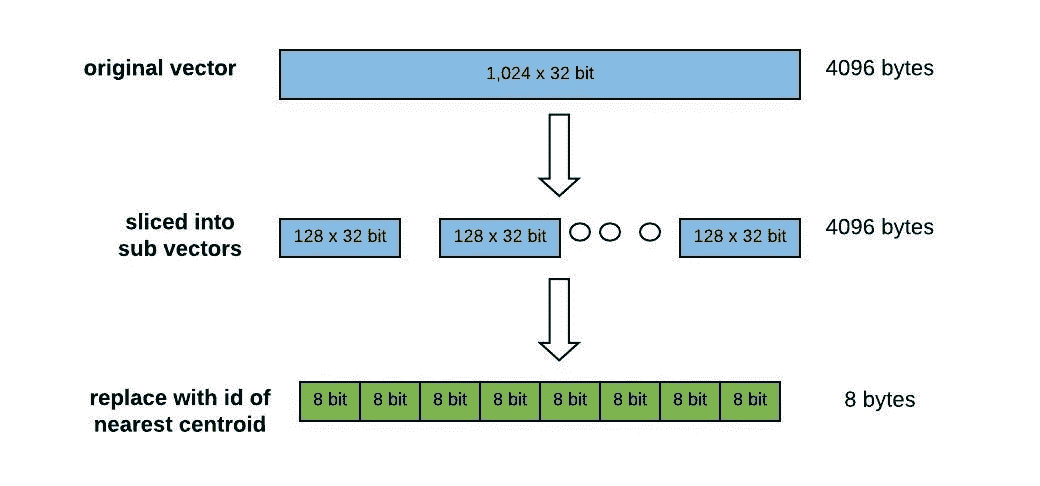 original vector
1,024 x 32 bit
4096 bytes
sliced into
sub vectors
128 x 32 bit
128 x 32 bit
128 x 32 bit
4096 bytes
replace with id of
nearest centroid
8 bit
8 bit
8 bit
8 bit
8 bit
8 bit
8 bit
8 bit
8 bytes